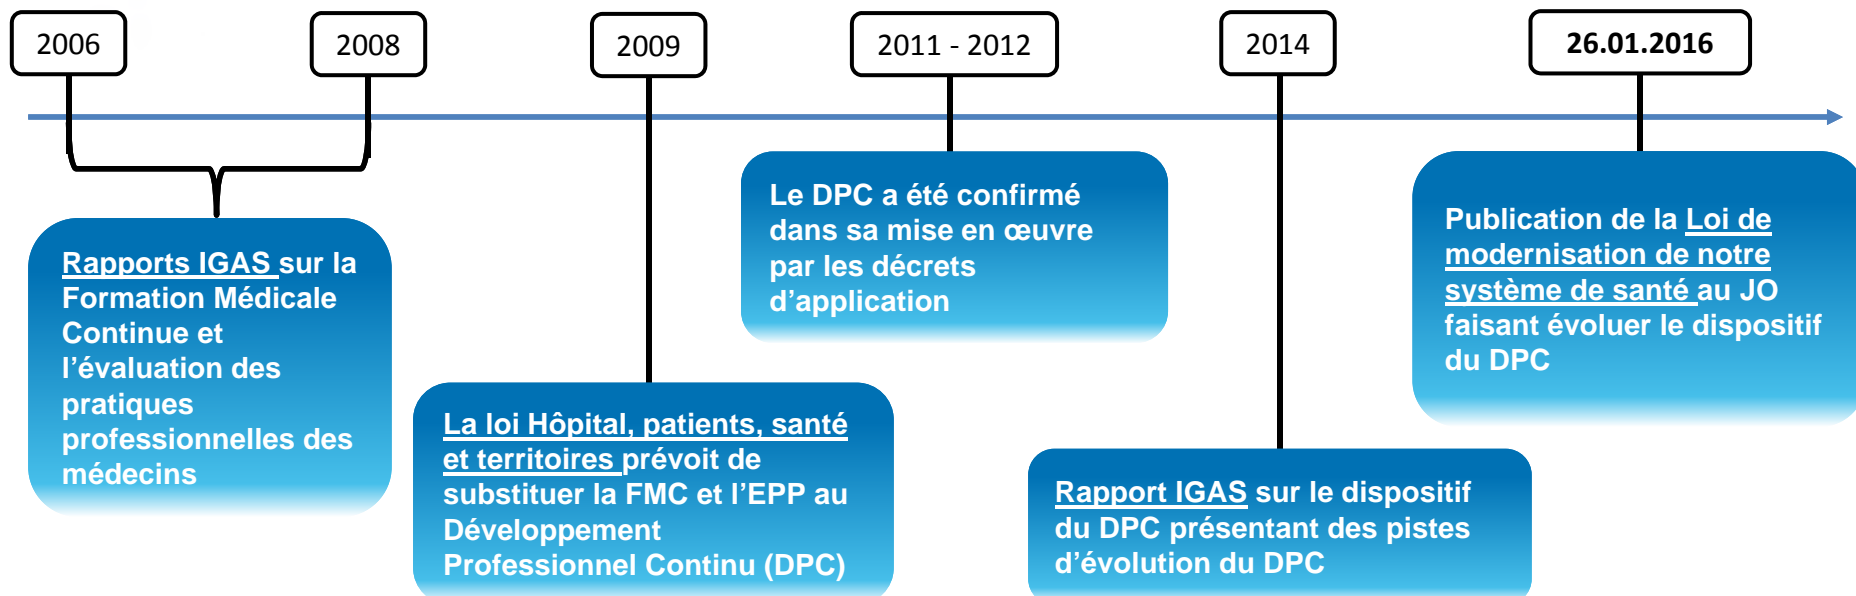 2006
2008
2009
2011 - 2012
2014
26.01.2016
Rapports IGAS sur la
Formation Médicale
Continue et
l’évaluation des
pratiques
professionnelles des
médecins
La loi Hôpital, patients, santé
et territoires prévoit de
substituer la FMC et l’EPP au
Développement
Professionnel Continu (DPC)
Le DPC a été confirmé
dans sa mise en œuvre
par les décrets
d’application
Rapport IGAS sur le dispositif
du DPC présentant des pistes
d’évolution du DPC
Publication de la Loi de
modernisation de notre
système de santé au JO
faisant évoluer le dispositif
du DPC